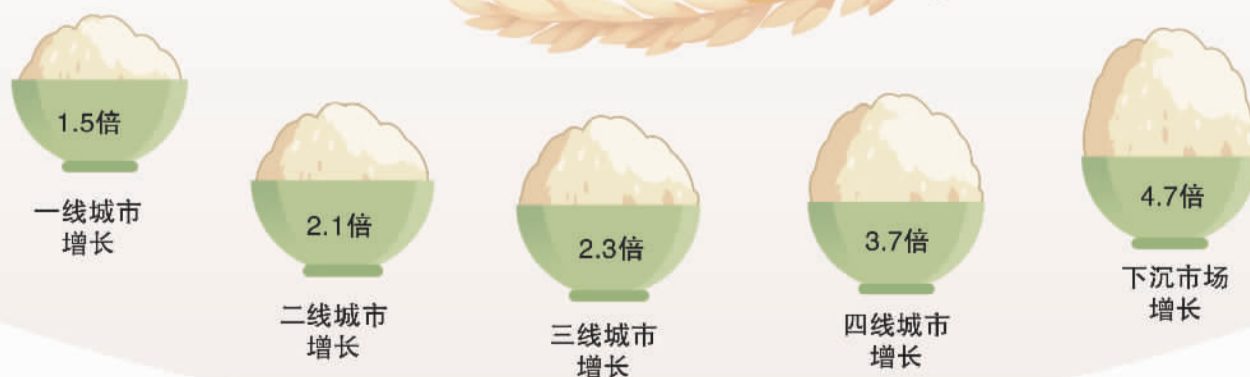 1.5倍
一线城市
增长
2.1倍
二线城市
增长
2.3倍
三线城市
增长
3.7倍
四线城市
增长
4.7倍
下沉市场
增长